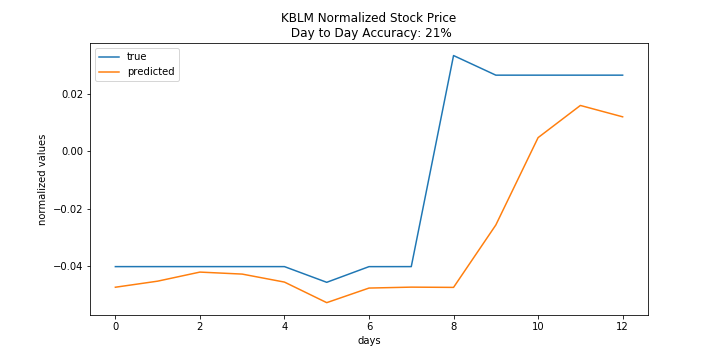 KBLM Normalized Stock Price
Day to Day Accuracy: 21%
true
predicted
normalized values
0.02
0.00
−0.02
−0.04
0 2 4 6 8 10 12
days